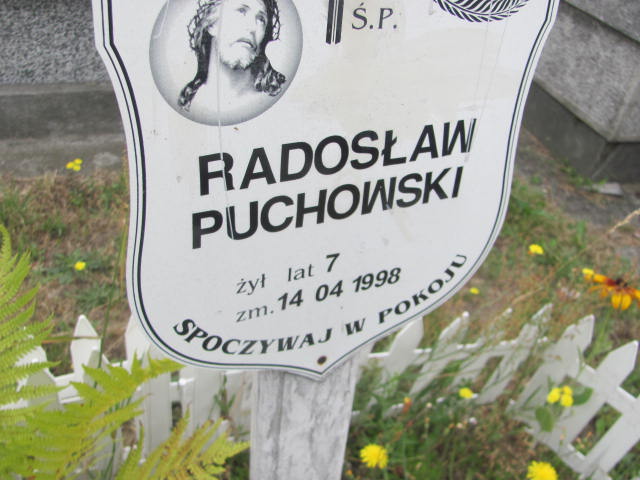 Ś.P.
RADOSŁAW
PUCHOWSKI
żył lat 7
zm. 14 04 1998
SPOCZYWAJ W POKOJU